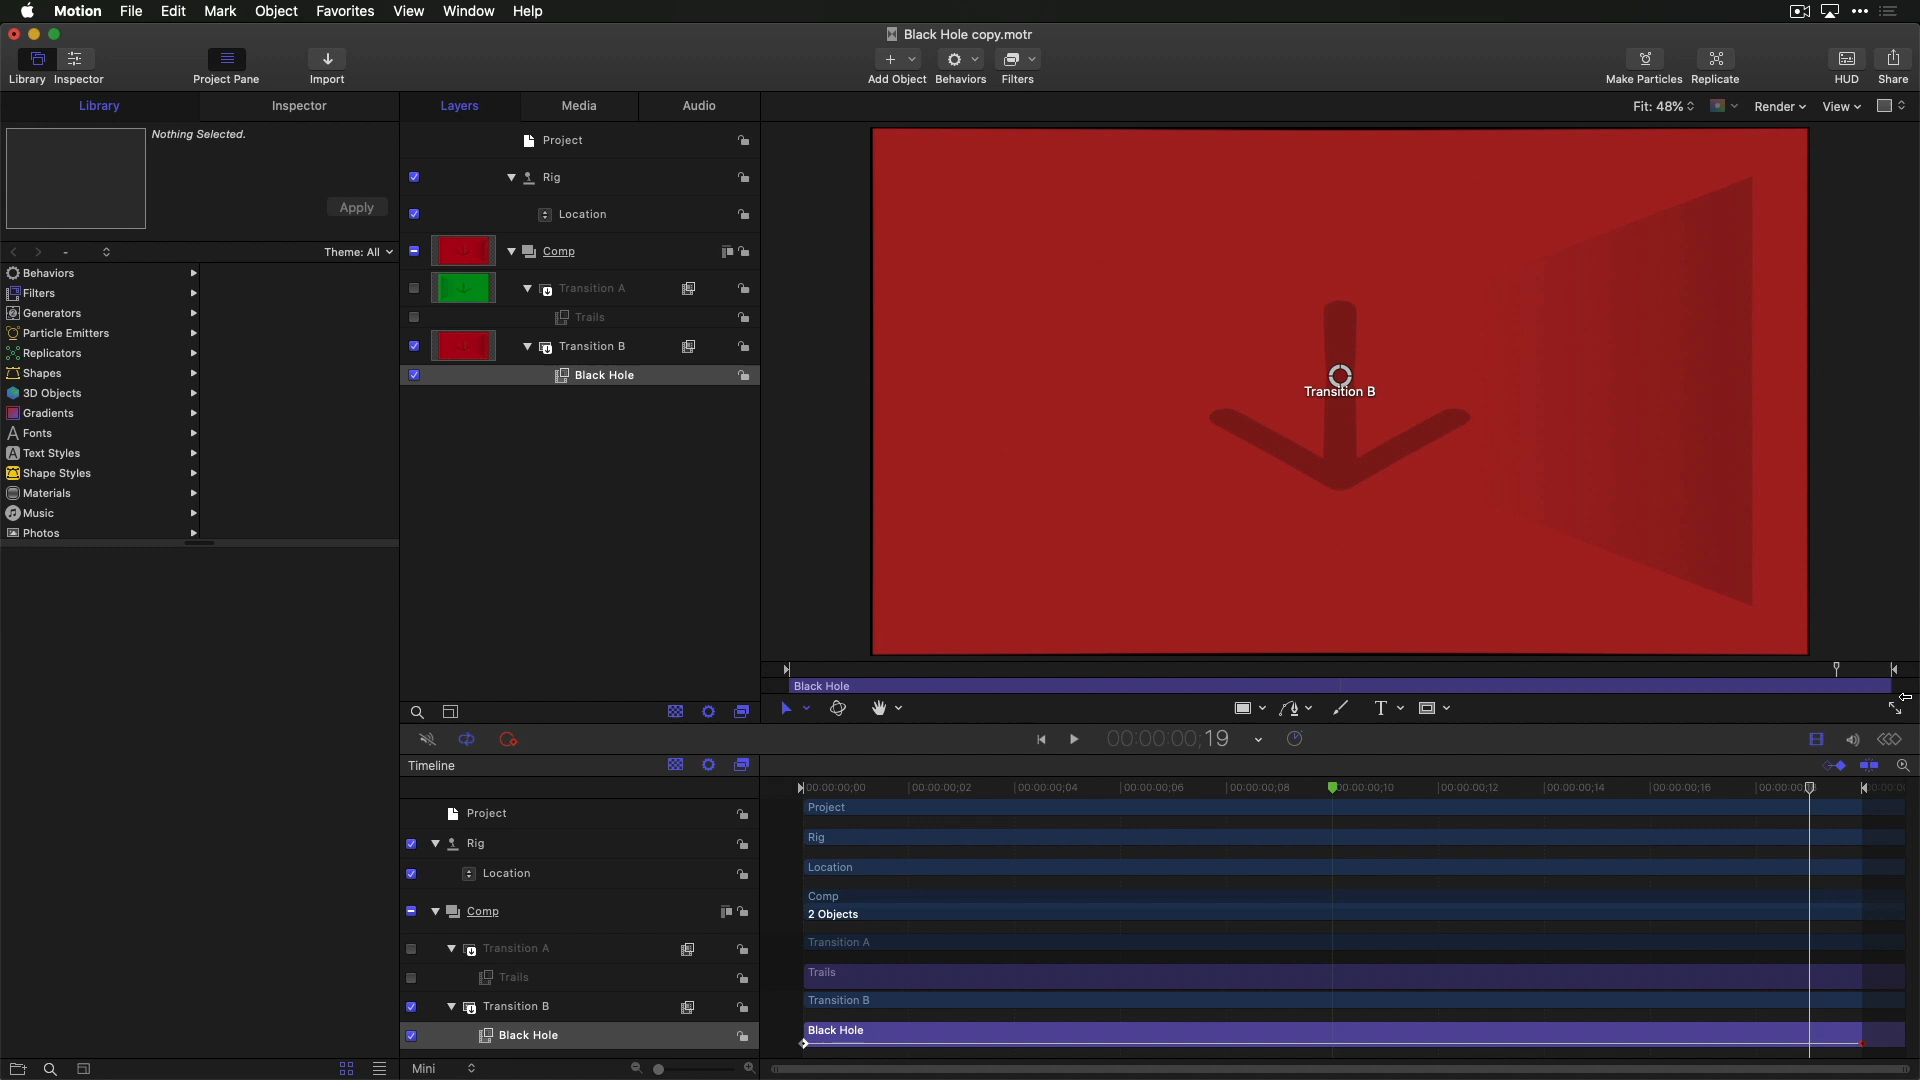 Motion File Edit Mark Object Favorites View Window Help
Black Hole copy.motr
Library Inspector Project Pane Import Add Object Behaviors Filters Make Particles Replicate HUD Share
Library Inspector Layers Media Audio
Fit: 48% Render View
Nothing Selected.
Apply
Theme: All
Behaviors
Filters
Generators
Particle Emitters
Replicators
Shapes
3D Objects
Gradients
Fonts
Text Styles
Shape Styles
Materials
Music
Photos
Project
Rig
Location
Comp
Transition A
Trails
Transition B
Black Hole
Transition B
Black Hole
T
00:00:00;19
Timeline
00:00:00;00 00:00:00;02 00:00:00;04 00:00:00;06 00:00:00;08 00:00:00;10 00:00:00;12 00:00:00;14 00:00:00;16
Project
Rig
Location
Comp
Transition A
Trails
Transition B
Black Hole
Project
Rig
Location
Comp
2 Objects
Transition A
Trails
Transition B
Black Hole
Mini